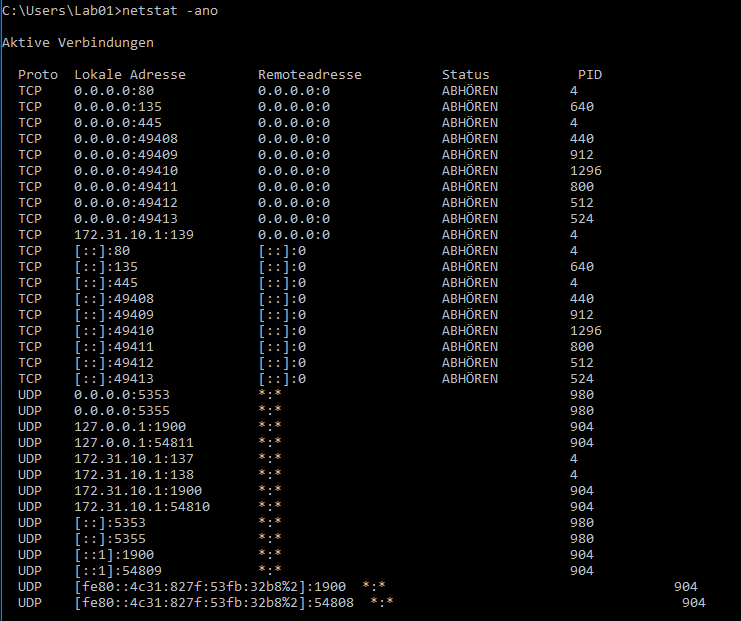 C:\Users\Lab01>netstat -ano
Aktive Verbindungen
Proto  Lokale Adresse         Remoteadresse          Status           PID
TCP    0.0.0.0:80             0.0.0.0:0              ABHÖREN         4
TCP    0.0.0.0:135            0.0.0.0:0              ABHÖREN         640
TCP    0.0.0.0:445            0.0.0.0:0              ABHÖREN         4
TCP    0.0.0.0:49408          0.0.0.0:0              ABHÖREN         440
TCP    0.0.0.0:49409          0.0.0.0:0              ABHÖREN         912
TCP    0.0.0.0:49410          0.0.0.0:0              ABHÖREN         1296
TCP    0.0.0.0:49411          0.0.0.0:0              ABHÖREN         800
TCP    0.0.0.0:49412          0.0.0.0:0              ABHÖREN         512
TCP    0.0.0.0:49413          0.0.0.0:0              ABHÖREN         524
TCP    172.31.10.1:139        0.0.0.0:0              ABHÖREN         4
TCP    [::]:80                [::]:0                 ABHÖREN         4
TCP    [::]:135               [::]:0                 ABHÖREN         640
TCP    [::]:445               [::]:0                 ABHÖREN         4
TCP    [::]:49408             [::]:0                 ABHÖREN         440
TCP    [::]:49409             [::]:0                 ABHÖREN         912
TCP    [::]:49410             [::]:0                 ABHÖREN         1296
TCP    [::]:49411             [::]:0                 ABHÖREN         800
TCP    [::]:49412             [::]:0                 ABHÖREN         512
TCP    [::]:49413             [::]:0                 ABHÖREN         524
UDP    0.0.0.0:5353           *:*                                    980
UDP    0.0.0.0:5355           *:*                                    980
UDP    127.0.0.1:1900         *:*                                    904
UDP    127.0.0.1:54811        *:*                                    904
UDP    172.31.10.1:137        *:*                                    4
UDP    172.31.10.1:138        *:*                                    4
UDP    172.31.10.1:1900       *:*                                    904
UDP    172.31.10.1:54810      *:*                                    904
UDP    [::]:5353              *:*                                    980
UDP    [::]:5355              *:*                                    980
UDP    [::1]:1900             *:*                                    904
UDP    [::1]:54809            *:*                                    904
UDP    [fe80::4c31:827f:53fb:32b8%2]:1900  *:*                                    904
UDP    [fe80::4c31:827f:53fb:32b8%2]:54808  *:*                                    904